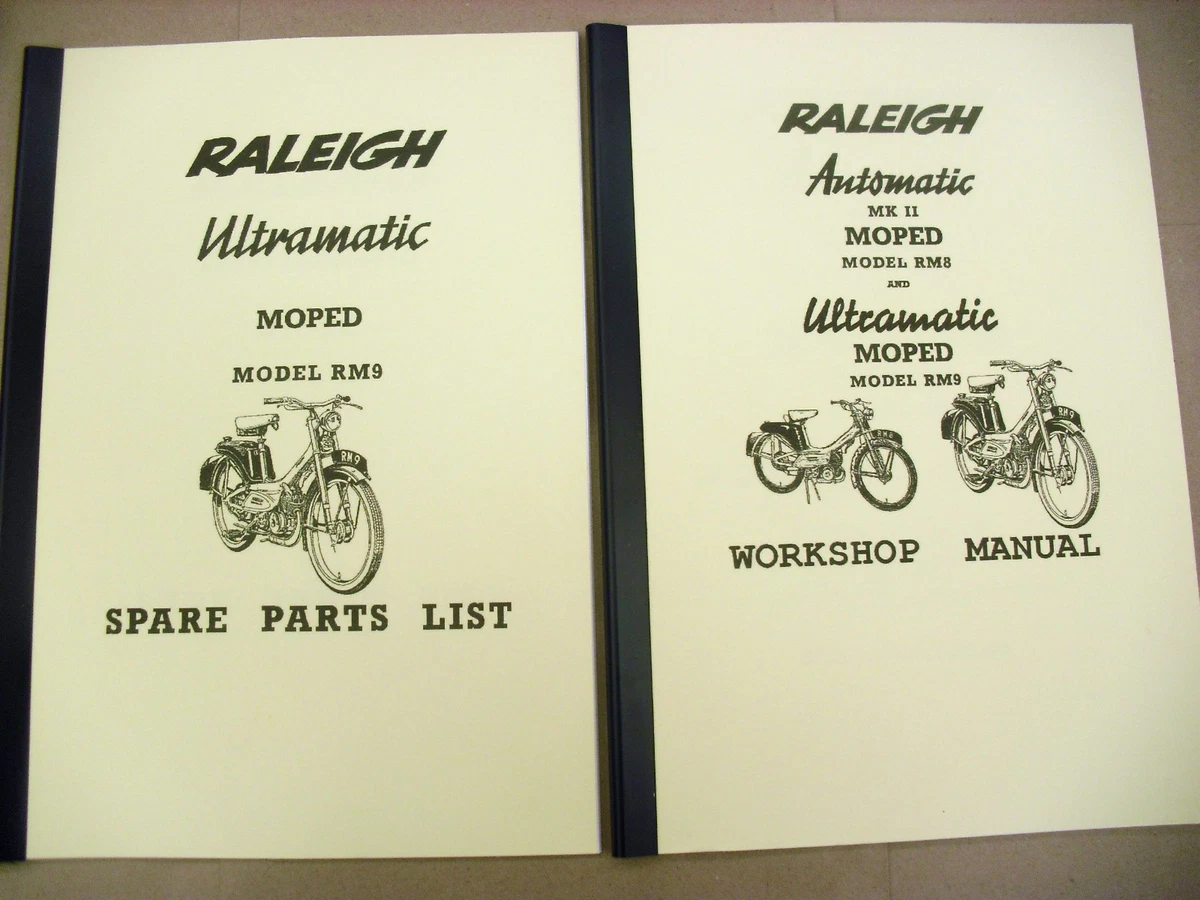 RALEIGH
Ultramatic
MOPED
MODEL RM9
RM9
SPARE PARTS LIST
RALEIGH
Automatic
MK II
MOPED
MODEL RM8
AND
Ultramatic
MOPED
MODEL RM9
RM8
RM9
WORKSHOP MANUAL